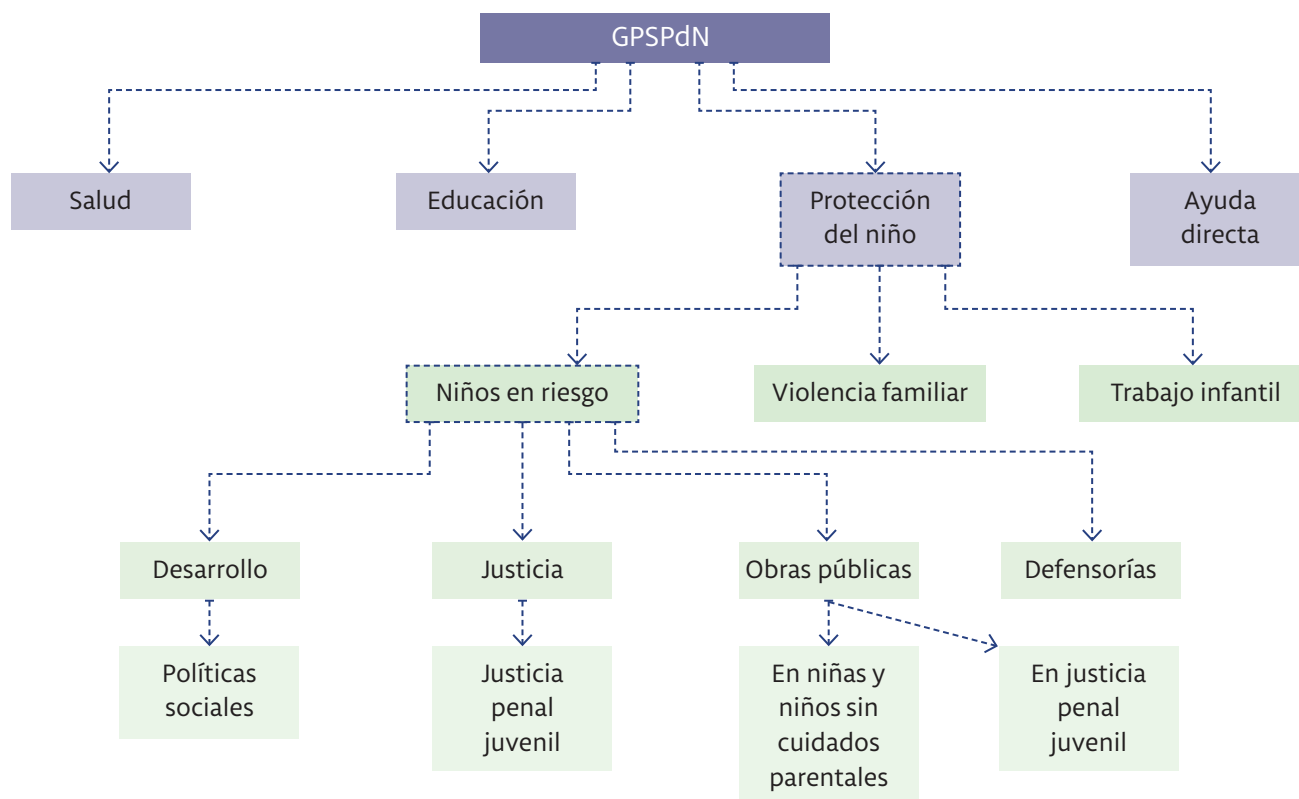 GPSPdN
Salud
Educación
Protección
del niño
Ayuda
directa
Niños en riesgo
Violencia familiar
Trabajo infantil
Desarrollo
Justicia
Obras públicas
Defensorías
Políticas
sociales
Justicia
penal
juvenil
En niñas y
niños sin
cuidados
parentales
En justicia
penal
juvenil